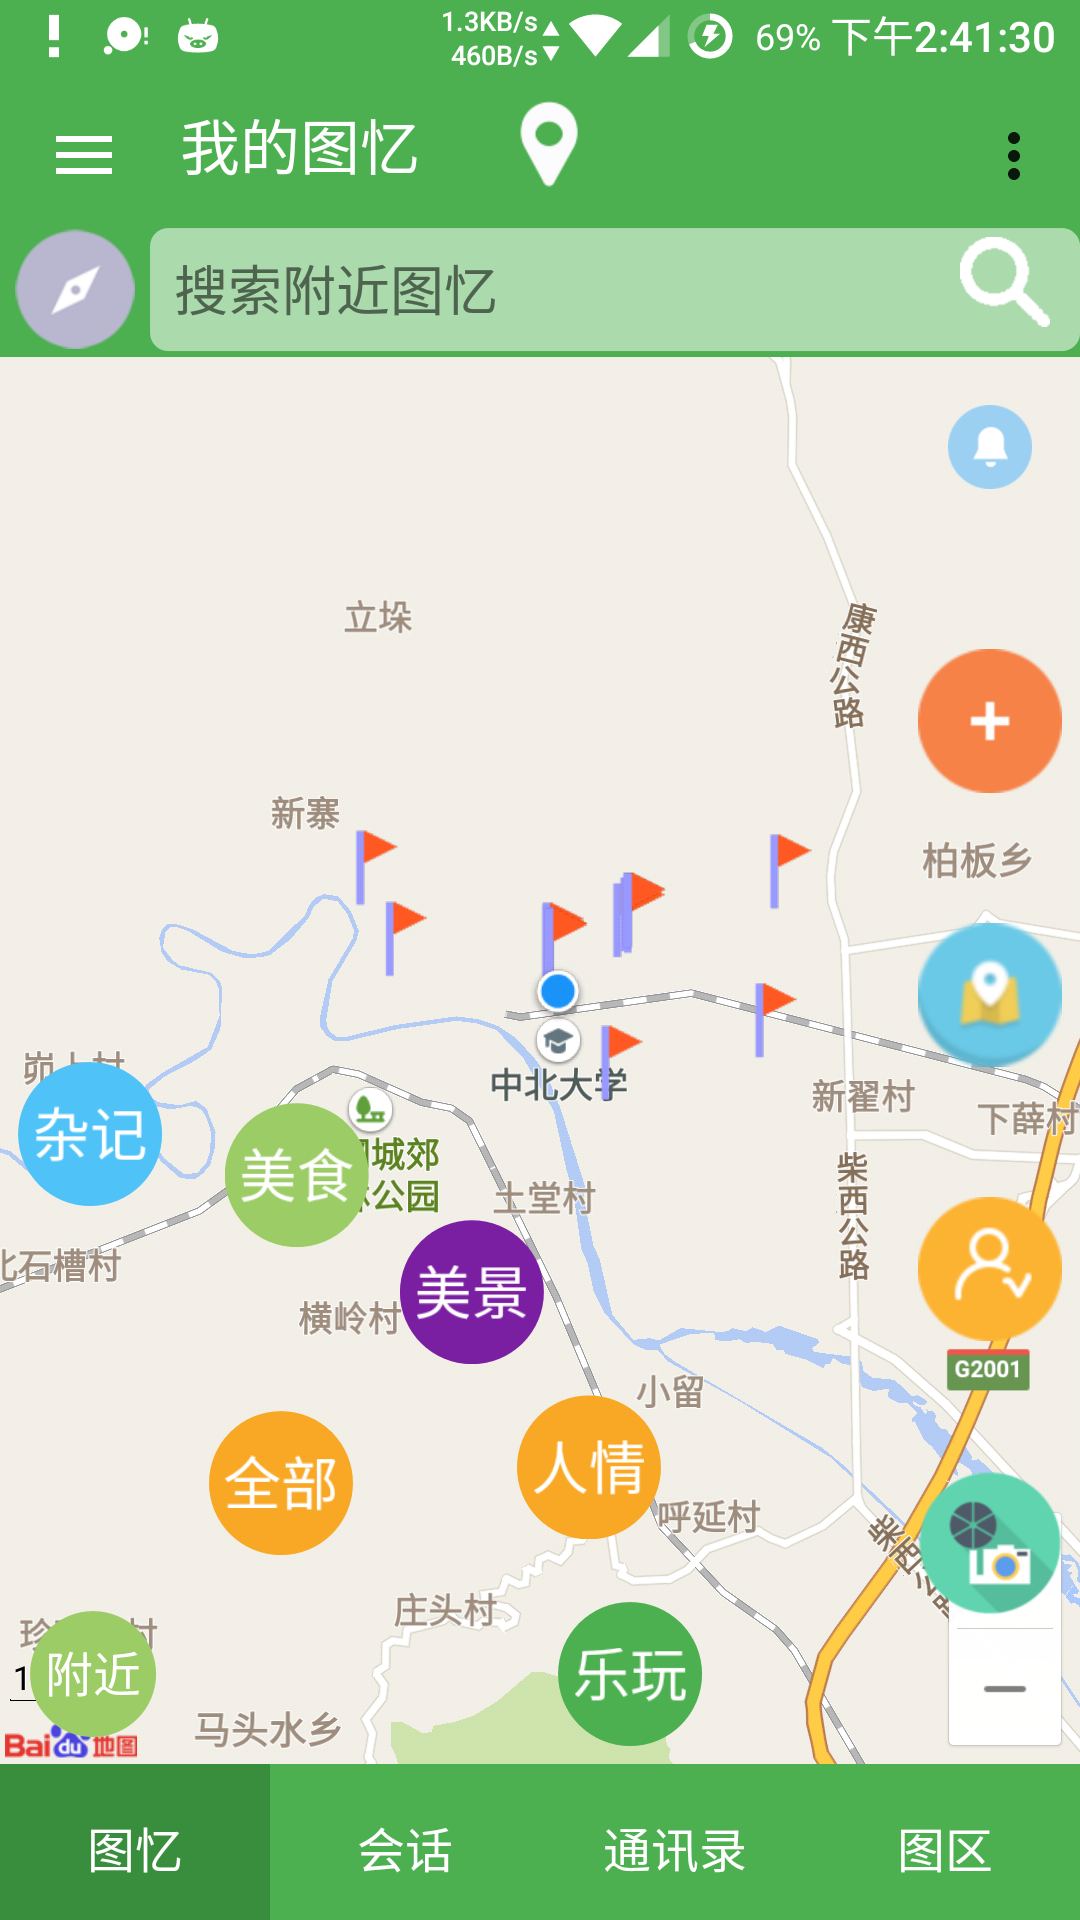 1.3KB/s
460B/s
69% 下午2:41:30
我的图忆
搜索附近图忆
立垛
康西公路
新寨
柏板乡
中北大学
新翟村
下薛村
杂记
美食
城郊
公园
土堂村
柴西公路
北石槽村
美景
横岭村
G2001
小留
全部
人情
呼延村
庄头村
附近
乐玩
马头水乡
Bai du 地图
图忆
会话
通讯录
图区